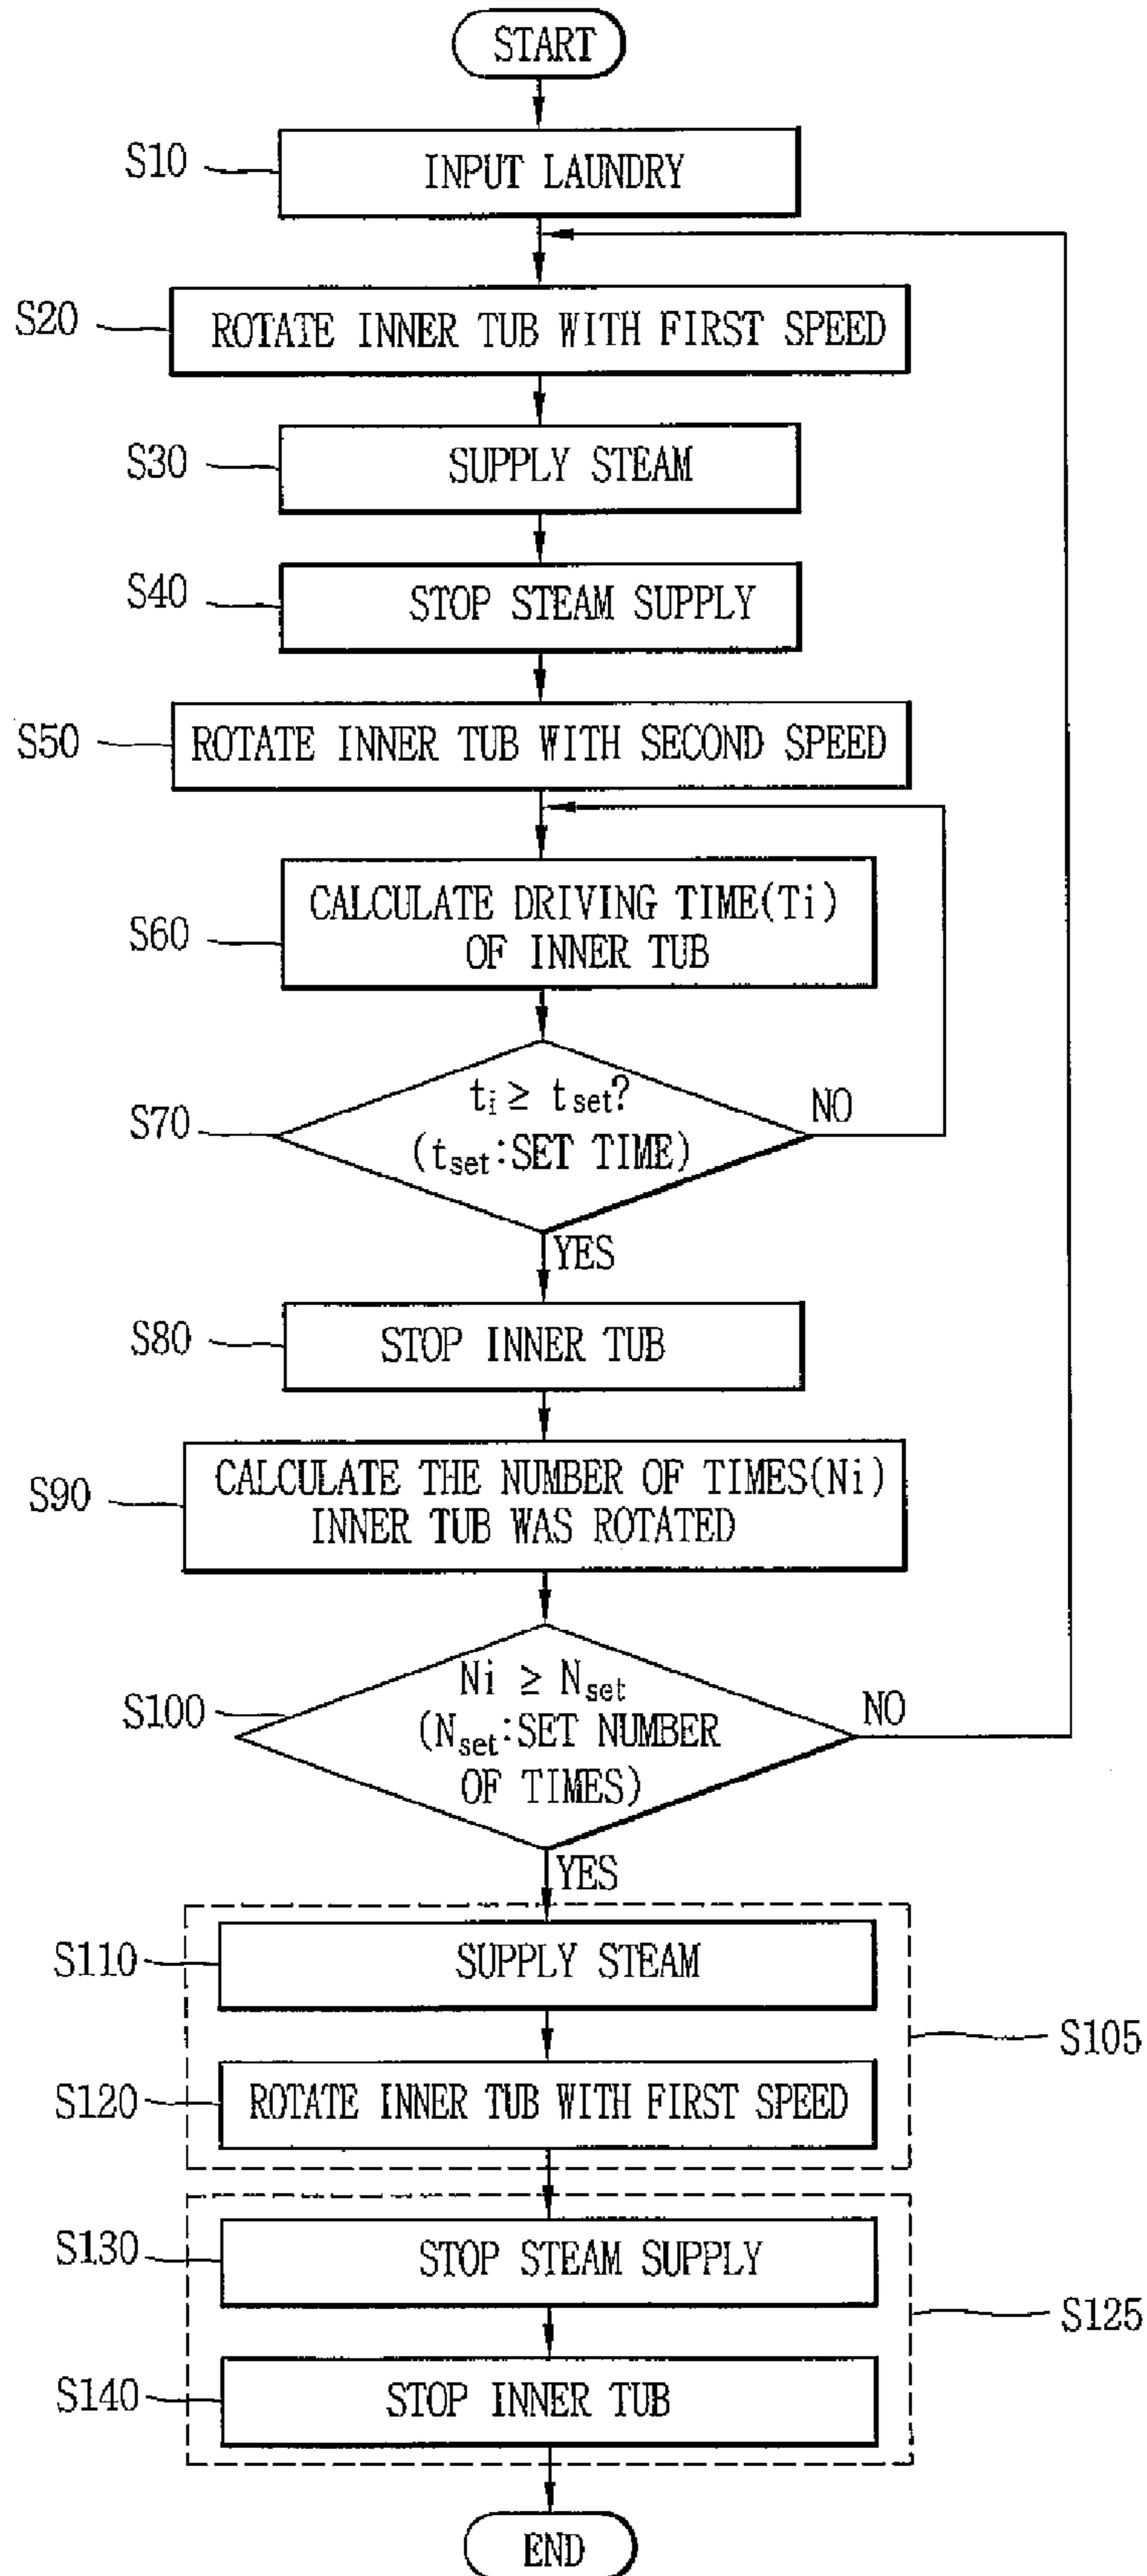 START
S10
INPUT LAUNDRY
S20
ROTATE INNER TUB WITH FIRST SPEED
S30
SUPPLY STEAM
S40
STOP STEAM SUPPLY
S50
ROTATE INNER TUB WITH SECOND SPEED
S60
CALCULATE DRIVING TIME(Ti)
OF INNER TUB
S70
ti ≥ tset?
(tset:SET TIME)
NO
YES
S80
STOP INNER TUB
S90
CALCULATE THE NUMBER OF TIMES(Ni)
INNER TUB WAS ROTATED
S100
Ni ≥ Nset
(Nset:SET NUMBER
OF TIMES)
NO
YES
S110
SUPPLY STEAM
S105
S120
ROTATE INNER TUB WITH FIRST SPEED
S130
STOP STEAM SUPPLY
S125
S140
STOP INNER TUB
END